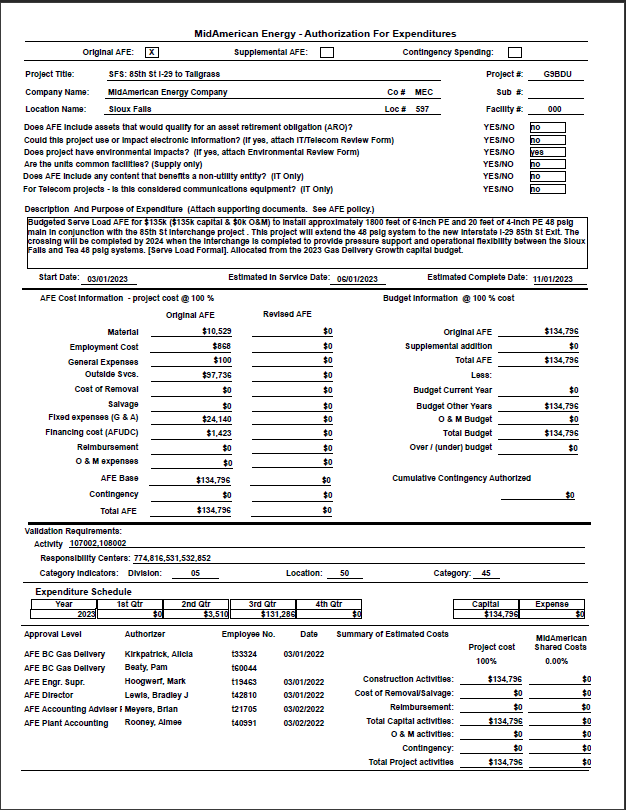 MidAmerican Energy - Authorization For Expenditures
Original AFE: X Supplemental AFE: Contingency Spending:
Project Title: SFS: 85th St I-29 to Tallgrass Project #: G9BDU
Company Name: MidAmerican Energy Company Co # MEC Sub #:
Location Name: Sioux Falls Loc # 597 Facility #: 000
Does AFE include assets that would qualify for an asset retirement obligation (ARO)? YES/NO no
Could this project use or impact electronic information? (If yes, attach IT/Telecom Review Form) YES/NO no
Does project have environmental impacts? (If yes, attach Environmental Review Form) YES/NO yes
Are the units common facilities? (Supply only) YES/NO no
Does AFE include any content that benefits a non-utility entity? (IT Only) YES/NO no
For Telecom projects - is this considered communications equipment? (IT Only) YES/NO no
Description And Purpose of Expenditure (Attach supporting documents. See AFE policy.)
Budgeted Serve Load AFE for $135k ($135k capital & $0k O&M) to install approximately 1800 feet of 6-inch PE and 20 feet of 4-inch PE 48 psig
main in conjunction with the 85th St interchange project . This project will extend the 48 psig system to the new Interstate I-29 85th St Exit. The
crossing will be completed by 2024 when the interchange is completed to provide pressure support and operational flexibility between the Sioux
Falls and Tea 48 psig systems. [Serve Load Formal]. Allocated from the 2023 Gas Delivery Growth capital budget.
Start Date: 03/01/2023 Estimated In Service Date: 06/01/2023 Estimated Complete Date: 11/01/2023
AFE Cost Information - project cost @ 100 % Budget Information @ 100 % cost
Original AFE Revised AFE
Material $10,529 $0 Original AFE $134,796
Employment Cost $868 $0 Supplemental addition $0
General Expenses $100 $0 Total AFE $134,796
Outside Svcs. $97,736 $0 Less:
Cost of Removal $0 $0 Budget Current Year $0
Salvage $0 $0 Budget Other Years $134,796
Fixed expenses (G & A) $24,140 $0 O & M Budget $0
Financing cost (AFUDC) $1,423 $0 Total Budget $134,796
Reimbursement $0 $0 Over / (under) budget $0
O & M expenses $0 $0
AFE Base $134,796 $0 Cumulative Contingency Authorized
Contingency $0 $0 $0
Total AFE $134,796 $0
Validation Requirements:
Activity 107002,108002
Responsibility Centers: 774,816,531,532,852
Category Indicators: Division: 05 Location: 50 Category: 45
Expenditure Schedule
Year 1st Qtr 2nd Qtr 3rd Qtr 4th Qtr Capital Expense
2023 $0 $3,510 $131,286 $0 $134,796 $0
Approval Level Authorizer Employee No. Date Summary of Estimated Costs Project cost MidAmerican Shared Costs
100% 0.00%
AFE BC Gas Delivery Kirkpatrick, Alicia t33324 03/01/2022
AFE BC Gas Delivery Beaty, Pam t60044
AFE Engr. Supr. Hoogwerf, Mark t19463 03/01/2022 Construction Activities: $134,796 $0
AFE Director Lewis, Bradley J t42810 03/01/2022 Cost of Removal/Salvage: $0 $0
AFE Accounting Adviser F Meyers, Brian t21705 03/02/2022 Reimbursement: $0 $0
AFE Plant Accounting Rooney, Aimee t40991 03/02/2022 Total Capital activities: $134,796 $0
O & M activities: $0 $0
Contingency: $0 $0
Total Project activities $134,796 $0